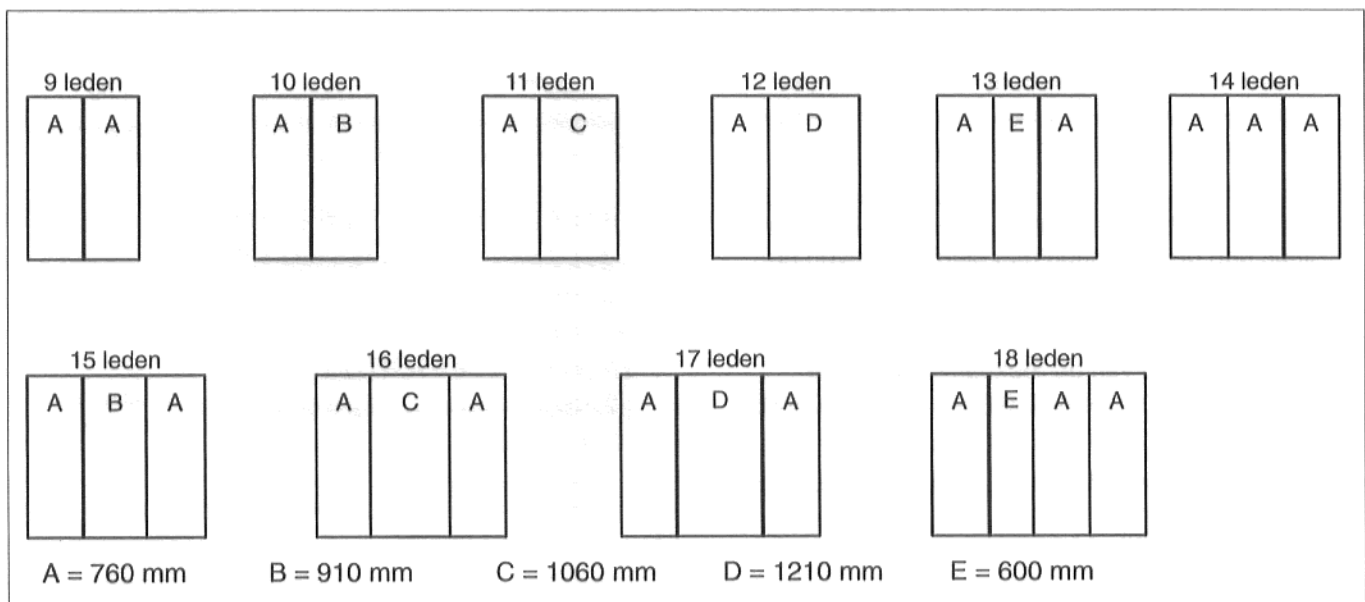 9 leden 10 leden 11 leden 12 leden 13 leden 14 leden
A A A B A C A D A E A A A A
15 leden 16 leden 17 leden 18 leden
A B A A C A A D A A E A A
A = 760 mm B = 910 mm C = 1060 mm D = 1210 mm E = 600 mm